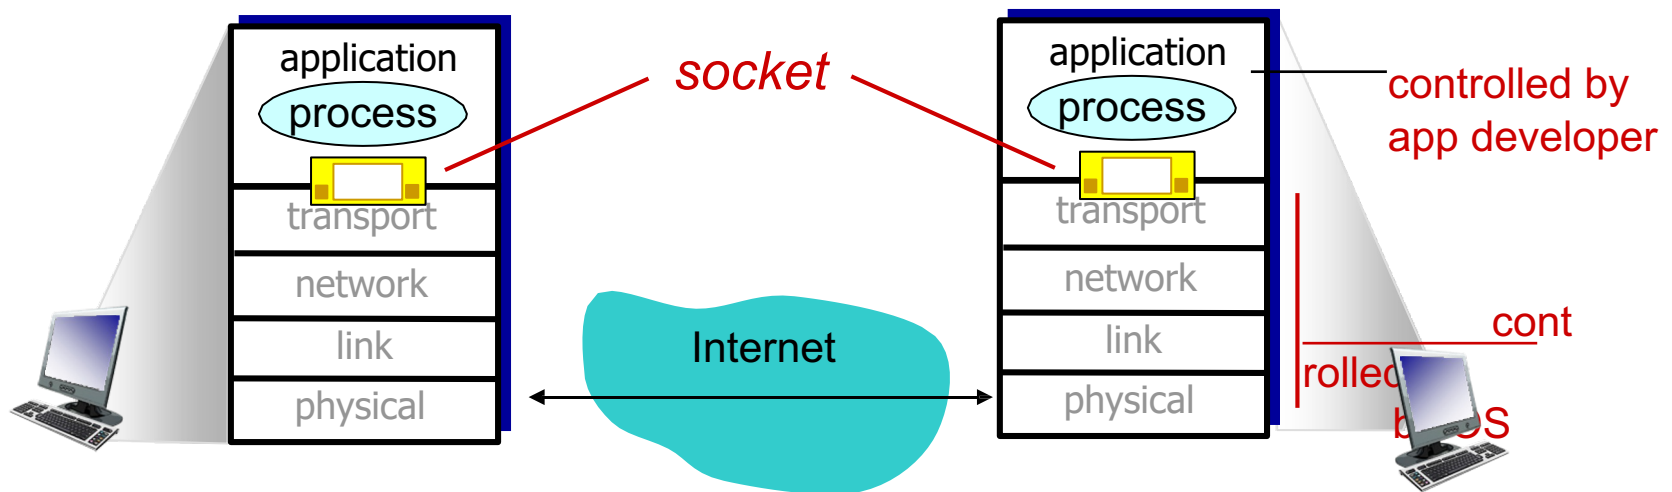 application
process
transport
network
link
physical
socket
Internet
application
process
transport
network
link
physical
controlled by
app developer
cont
rolled
OS